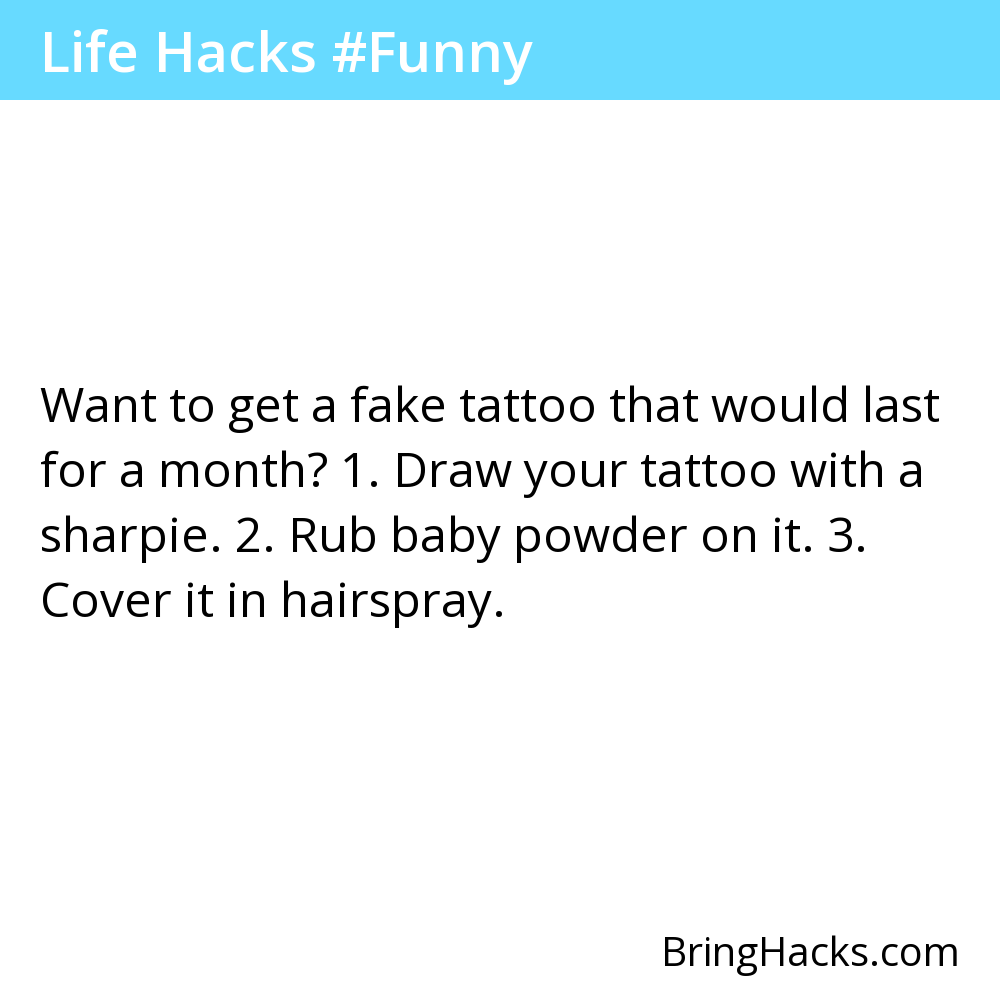 Life Hacks #Funny
Want to get a fake tattoo that would last
for a month? 1. Draw your tattoo with a
sharpie. 2. Rub baby powder on it. 3.
Cover it in hairspray.
BringHacks.com